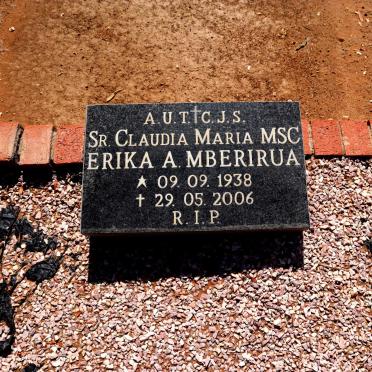 A.U.T.†C.J.S.
SR. CLAUDIA MARIA MSC
ERIKA A. MBERIRUA
★ 09. 09. 1938
† 29. 05. 2006
R.I.P.